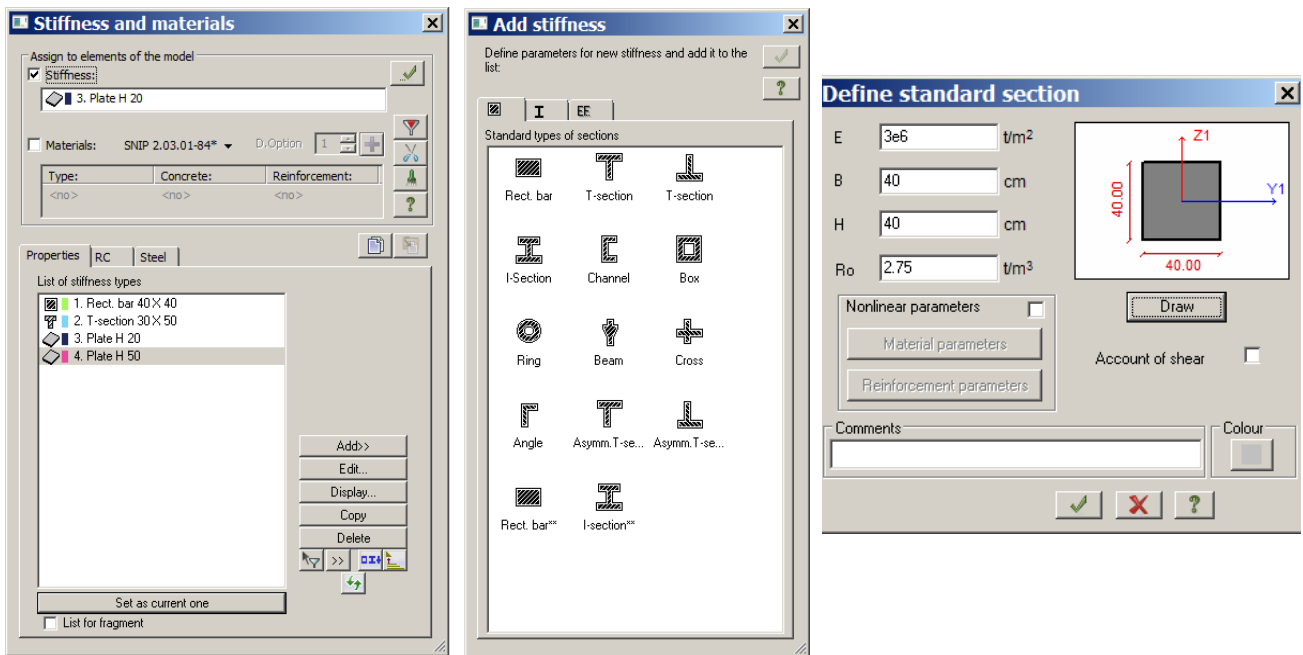 Stiffness and materials
Assign to elements of the model
Stiffness:
3. Plate H 20
Materials: SNIP 2.03.01-84* D.Option 1
Type: Concrete: Reinforcement:
<no> <no> <no>
Properties RC Steel
List of stiffness types
1. Rect. bar 40 X 40
2. T-section 30 X 50
3. Plate H 20
4. Plate H 50
Add>>
Edit...
Display...
Copy
Delete
>>
Set as current one
List for fragment
Add stiffness
Define parameters for new stiffness and add it to the
list:
Standard types of sections
Rect. bar T-section T-section
I-Section Channel Box
Ring Beam Cross
Angle Asymm.T-se... Asymm.T-se...
Rect. bar** I-section**
Define standard section
E 3e6 t/m2
B 40 cm
H 40 cm
Ro 2.75 t/m3
Z1
Y1
40.00
40.00
Nonlinear parameters
Draw
Material parameters
Account of shear
Reinforcement parameters
Comments
Colour